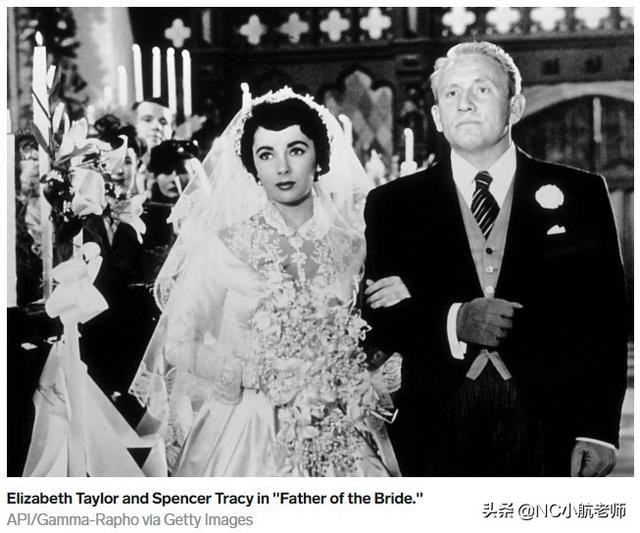 Elizabeth Taylor and Spencer Tracy in "Father of the Bride."
API/Gamma-Rapho via Getty Images
头条 @NC小航老师